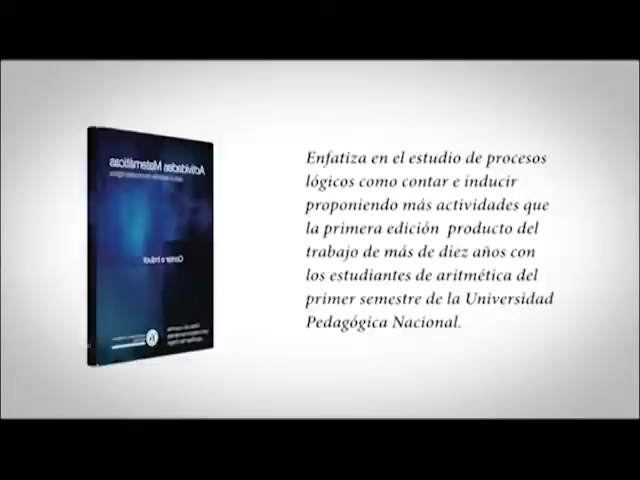 Actividades Matemáticas
Contar e Inducir
Enfatiza en el estudio de procesos
lógicos como contar e inducir
proponiendo más actividades que
la primera edición producto del
trabajo de más de diez años con
los estudiantes de aritmética del
primer semestre de la Universidad
Pedagógica Nacional.